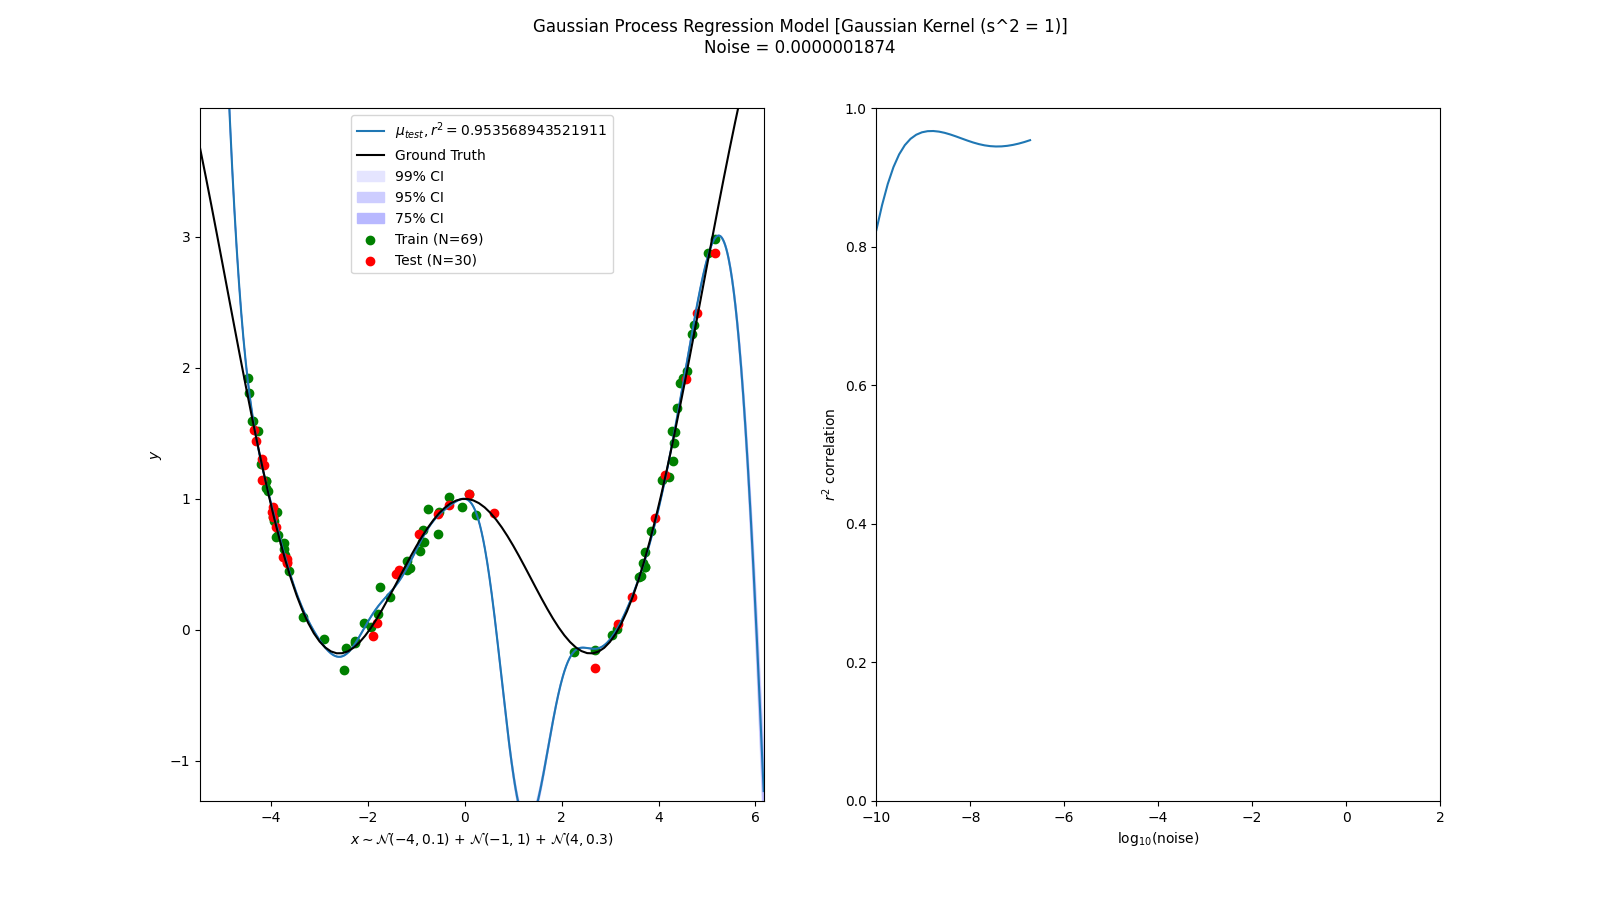 Gaussian Process Regression Model [Gaussian Kernel (s^2 = 1)]
Noise = 0.0000001874
μ_test, r² = 0.953568943521911
Ground Truth
99% CI
95% CI
75% CI
Train (N=69)
Test (N=30)
3
2
1
0
−1
y
−4 −2 0 2 4 6
x ∼ 𝒩(−4, 0.1) + 𝒩(−1, 1) + 𝒩(4, 0.3)
1.0
0.8
0.6
0.4
0.2
0.0
r² correlation
−10 −8 −6 −4 −2 0 2
log₁₀(noise)